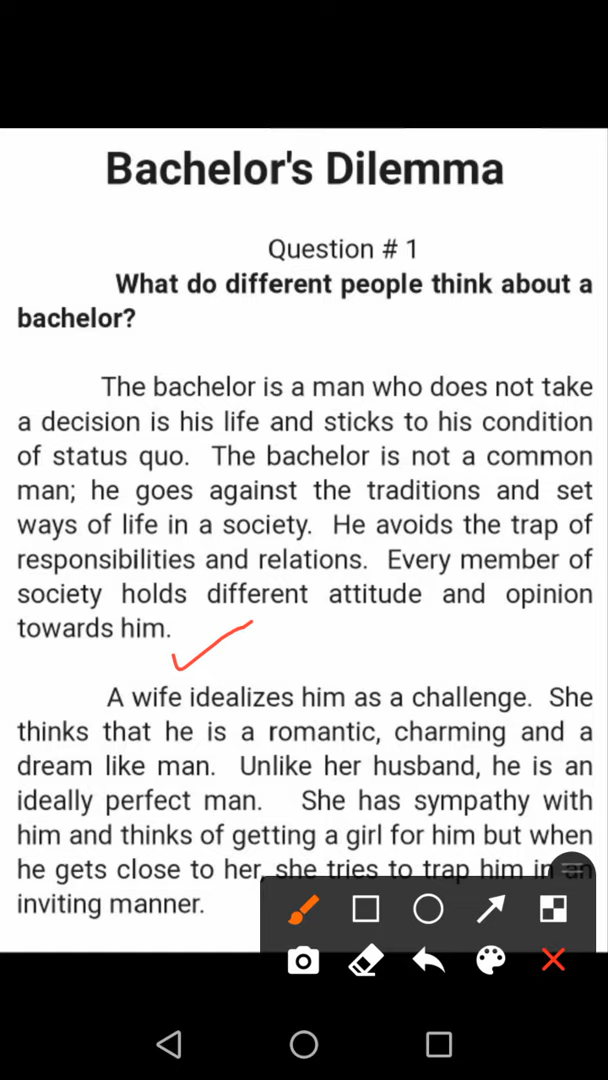 Bachelor's Dilemma
Question # 1
What do different people think about a
bachelor?
The bachelor is a man who does not take
a decision is his life and sticks to his condition
of status quo. The bachelor is not a common
man; he goes against the traditions and set
ways of life in a society. He avoids the trap of
responsibilities and relations. Every member of
society holds different attitude and opinion
towards him.
A wife idealizes him as a challenge. She
thinks that he is a romantic, charming and a
dream like man. Unlike her husband, he is an
ideally perfect man. She has sympathy with
him and thinks of getting a girl for him but when
he gets close to her, she tries to trap him in an
inviting manner.